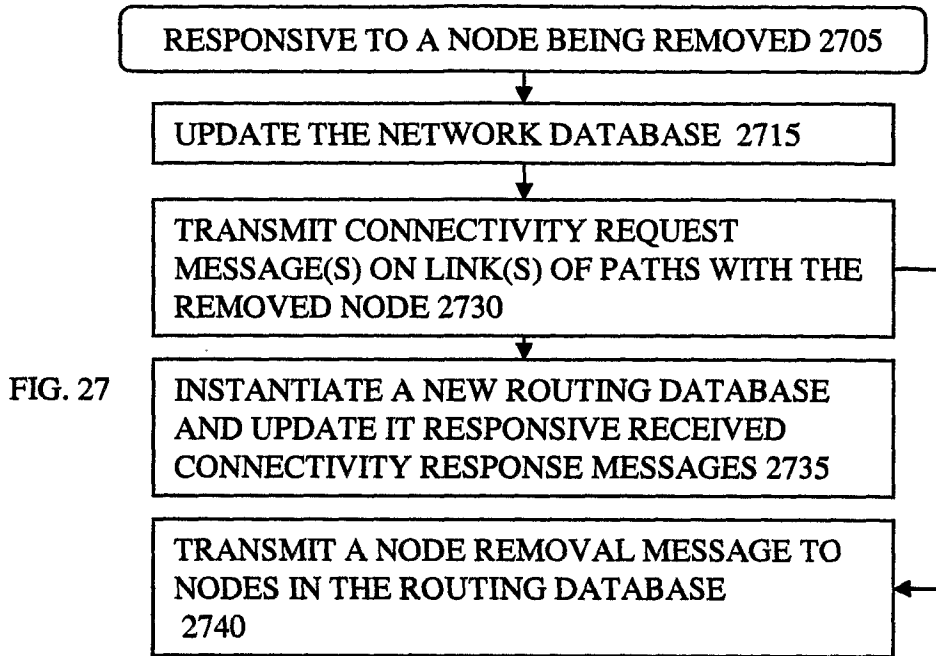 RESPONSIVE TO A NODE BEING REMOVED 2705
UPDATE THE NETWORK DATABASE 2715
TRANSMIT CONNECTIVITY REQUEST
MESSAGE(S) ON LINK(S) OF PATHS WITH THE
REMOVED NODE 2730
FIG. 27
INSTANTIATE A NEW ROUTING DATABASE
AND UPDATE IT RESPONSIVE RECEIVED
CONNECTIVITY RESPONSE MESSAGES 2735
TRANSMIT A NODE REMOVAL MESSAGE TO
NODES IN THE ROUTING DATABASE
2740